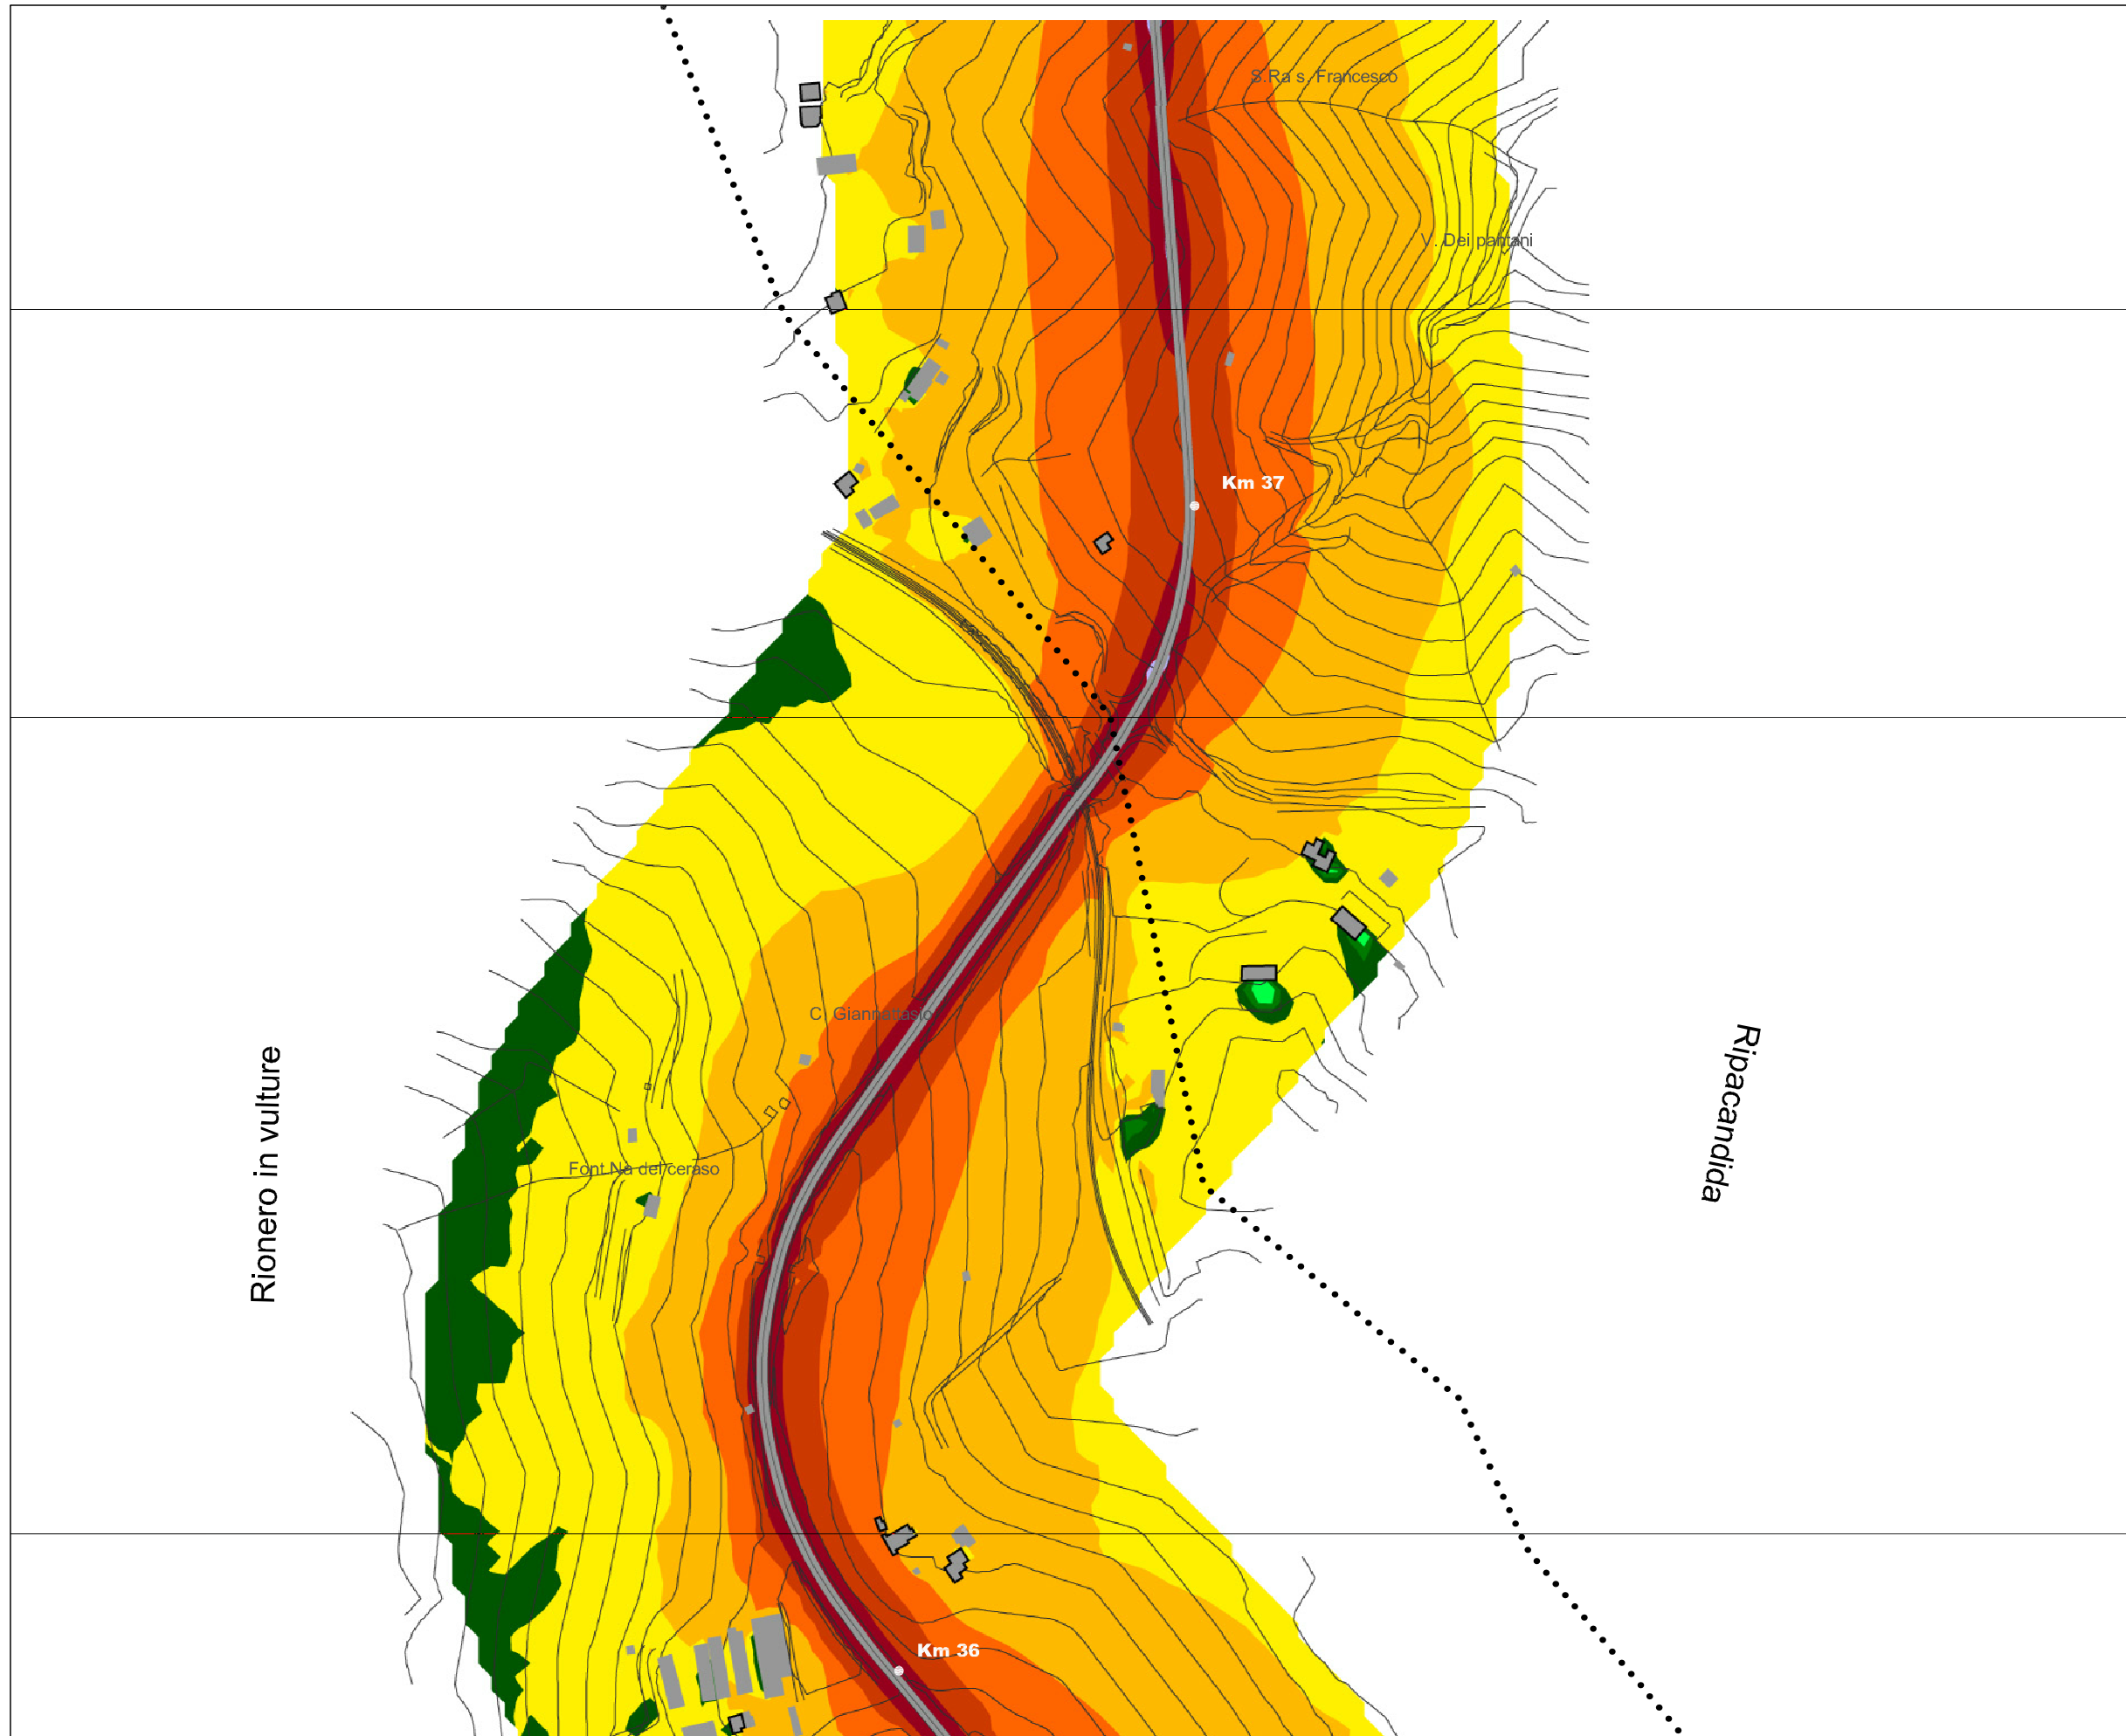 S.Ra s. Francesco
V. Dei pantani
Km 37
C. Giannattasio
Rionero in vulture
Ripacandida
Font.Na del ceraso
Km 36